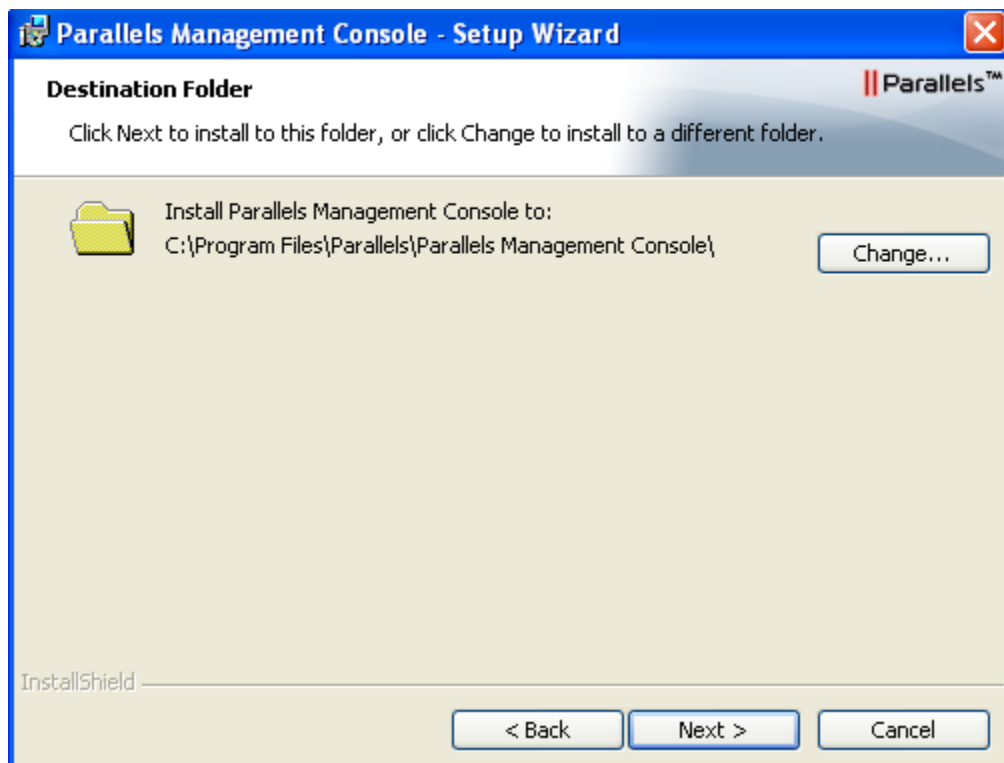 Parallels Management Console - Setup Wizard
Destination Folder
Parallels™
Click Next to install to this folder, or click Change to install to a different folder.
Install Parallels Management Console to:
C:\Program Files\Parallels\Parallels Management Console\
Change...
InstallShield
< Back
Next >
Cancel